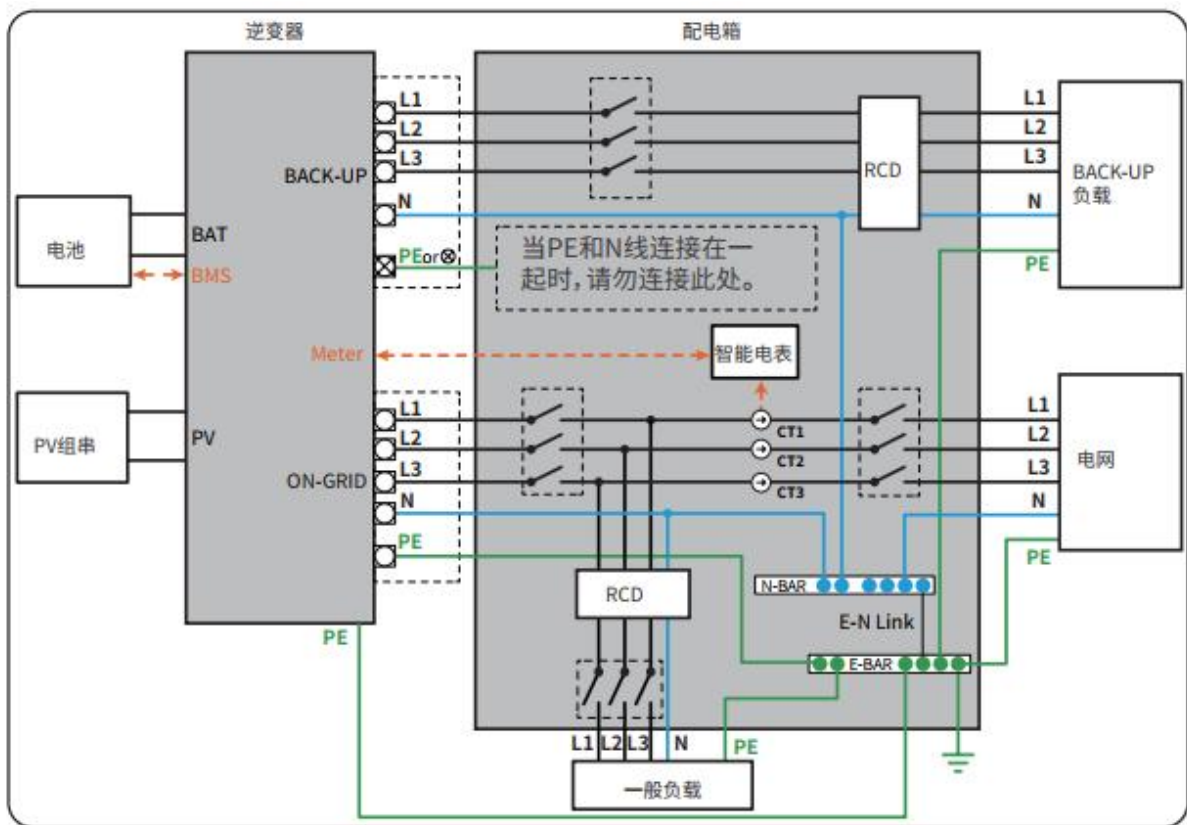 逆变器
配电箱
L1
L2
L3
BACK-UP
N
PEor⊗
RCD
L1
L2
L3
N
PE
BACK-UP
负载
电池
BAT
BMS
当PE和N线连接在一
起时，请勿连接此处。
Meter
智能电表
PV组串
PV
L1
L2
L3
ON-GRID
N
PE
CT1
CT2
CT3
L1
L2
L3
N
PE
电网
RCD
N-BAR
E-N Link
E-BAR
PE
L1 L2 L3 N PE
一般负载